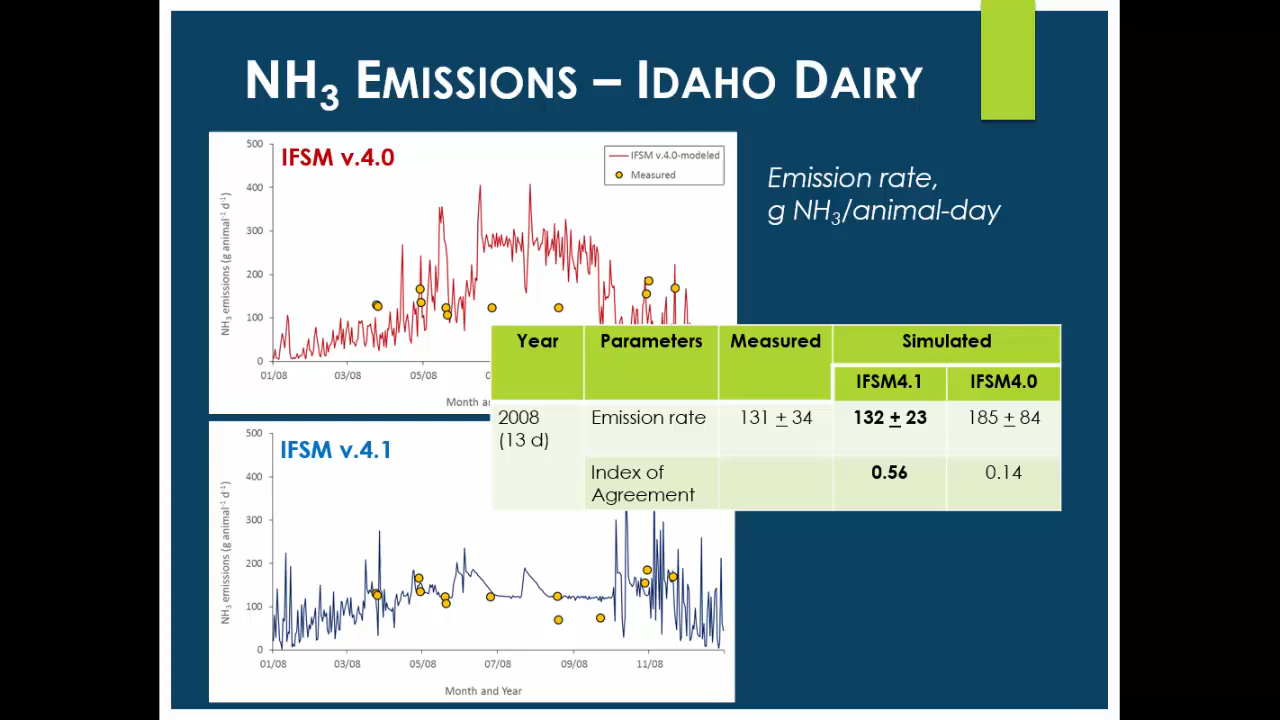 NH3 EMISSIONS – IDAHO DAIRY
IFSM v.4.0
IFSM v.4.0-modeled
Measured
NH3 emissions (g animal-1 d-1)
500
400
300
200
100
0
01/08 03/08 05/08
Month a
Emission rate,
g NH3/animal-day
Year Parameters Measured Simulated
IFSM4.1 IFSM4.0
2008 Emission rate 131 ± 34 132 ± 23 185 ± 84
(13 d)
Index of 0.56 0.14
Agreement
IFSM v.4.1
NH3 emissions (g animal-1 d-1)
500
400
300
200
100
0
01/08 03/08 05/08 07/08 09/08 11/08
Month and Year